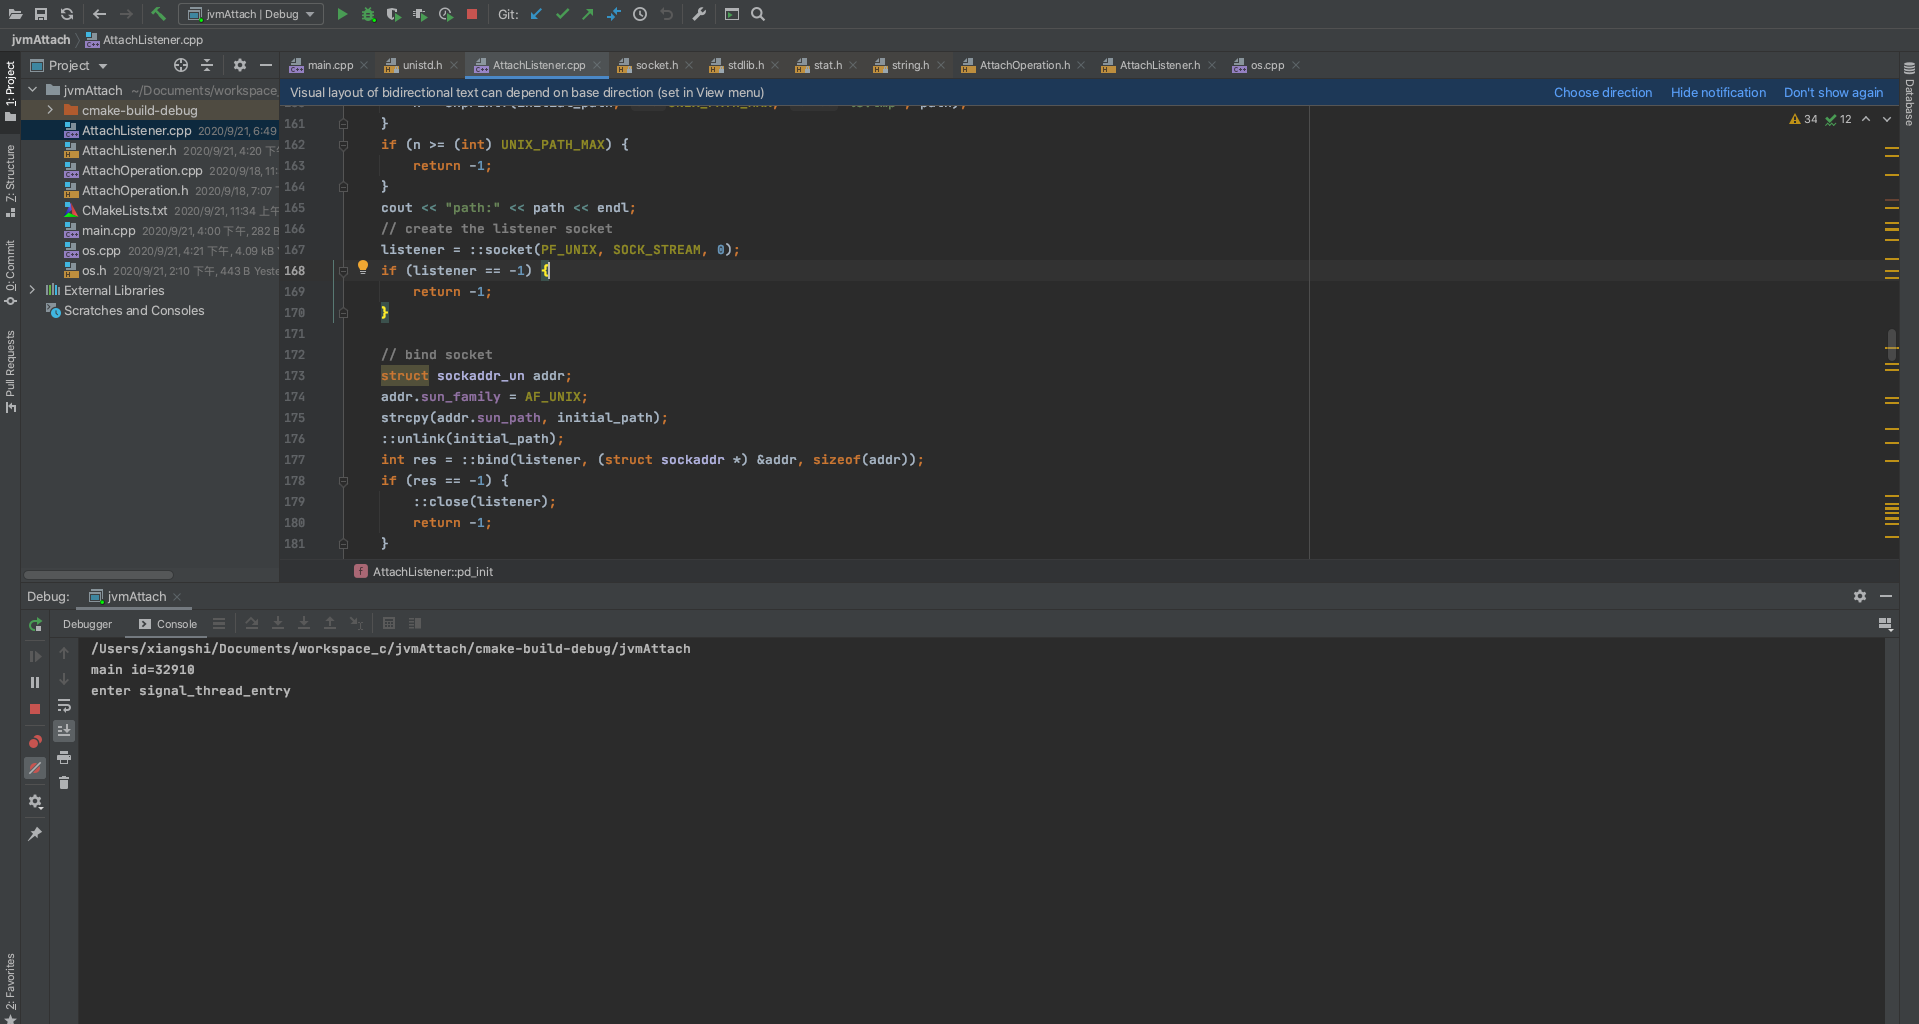 jvmAttach | Debug
Git:
jvmAttach
AttachListener.cpp
1: Project
Z: Structure
0: Commit
Pull Requests
2: Favorites
Database
Project
jvmAttach ~/Documents/workspace_
cmake-build-debug
AttachListener.cpp 2020/9/21, 6:49
AttachListener.h 2020/9/21, 4:20 下午
AttachOperation.cpp 2020/9/18, 11:
AttachOperation.h 2020/9/18, 7:07
CMakeLists.txt 2020/9/21, 11:34 上午
main.cpp 2020/9/21, 4:00 下午, 282 B
os.cpp 2020/9/21, 4:21 下午, 4.09 kB
os.h 2020/9/21, 2:10 下午, 443 B Yeste
External Libraries
Scratches and Consoles
main.cpp
unistd.h
AttachListener.cpp
socket.h
stdlib.h
stat.h
string.h
AttachOperation.h
AttachListener.h
os.cpp
Visual layout of bidirectional text can depend on base direction (set in View menu)
Choose direction Hide notification Don't show again
34 12
161 }
162 if (n >= (int) UNIX_PATH_MAX) {
163 return -1;
164 }
165 cout << "path:" << path << endl;
166 // create the listener socket
167 listener = ::socket(PF_UNIX, SOCK_STREAM, 0);
168 if (listener == -1) {
169 return -1;
170 }
171
172 // bind socket
173 struct sockaddr_un addr;
174 addr.sun_family = AF_UNIX;
175 strcpy(addr.sun_path, initial_path);
176 ::unlink(initial_path);
177 int res = ::bind(listener, (struct sockaddr *) &addr, sizeof(addr));
178 if (res == -1) {
179 ::close(listener);
180 return -1;
181 }
f AttachListener::pd_init
Debug: jvmAttach
Debugger Console
/Users/xiangshi/Documents/workspace_c/jvmAttach/cmake-build-debug/jvmAttach
main id=32910
enter signal_thread_entry